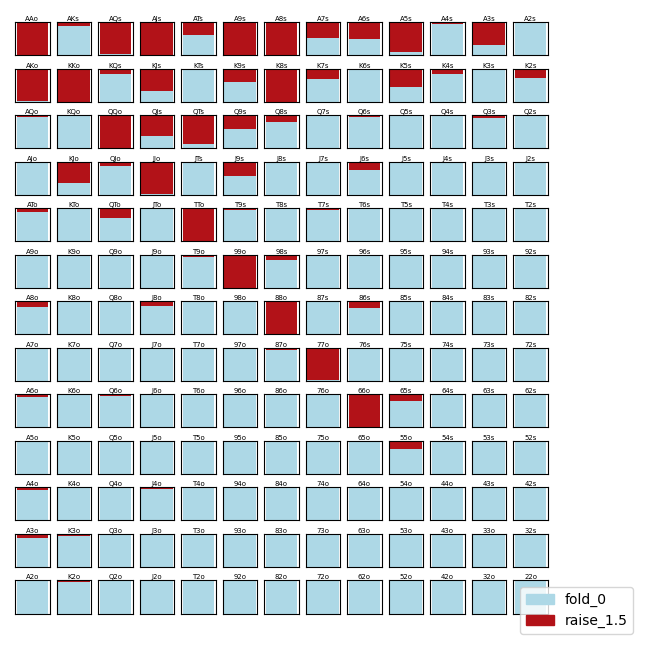 AAo AKs AQs AJs ATs A9s A8s A7s A6s A5s A4s A3s A2s
AKo KKo KQs KJs KTs K9s K8s K7s K6s K5s K4s K3s K2s
AQo KQo QQo QJs QTs Q9s Q8s Q7s Q6s Q5s Q4s Q3s Q2s
AJo KJo QJo JJo JTs J9s J8s J7s J6s J5s J4s J3s J2s
ATo KTo QTo JTo TTo T9s T8s T7s T6s T5s T4s T3s T2s
A9o K9o Q9o J9o T9o 99o 98s 97s 96s 95s 94s 93s 92s
A8o K8o Q8o J8o T8o 98o 88o 87s 86s 85s 84s 83s 82s
A7o K7o Q7o J7o T7o 97o 87o 77o 76s 75s 74s 73s 72s
A6o K6o Q6o J6o T6o 96o 86o 76o 66o 65s 64s 63s 62s
A5o K5o Q5o J5o T5o 95o 85o 75o 65o 55o 54s 53s 52s
A4o K4o Q4o J4o T4o 94o 84o 74o 64o 54o 44o 43s 42s
A3o K3o Q3o J3o T3o 93o 83o 73o 63o 53o 43o 33o 32s
A2o K2o Q2o J2o T2o 92o 82o 72o 62o 52o 42o 32o 22o
fold_0
raise_1.5